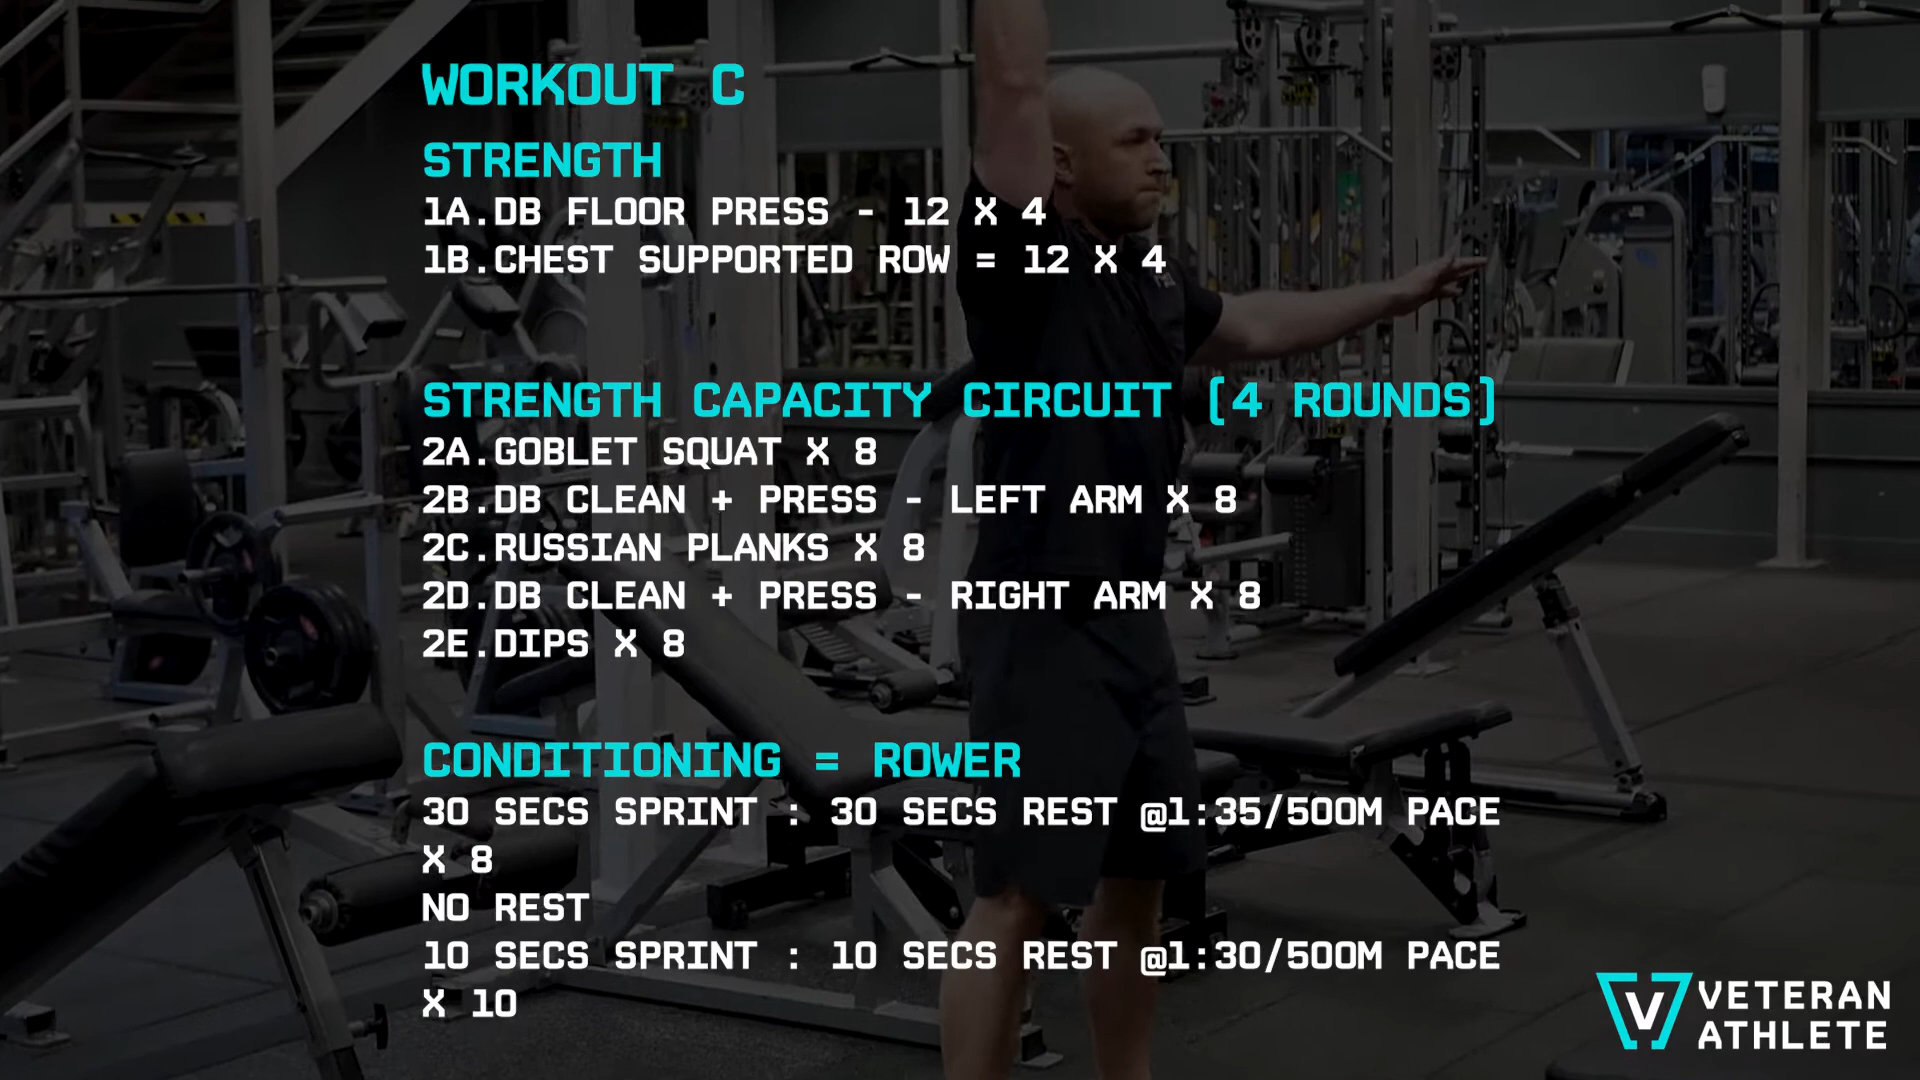 WORKOUT C
STRENGTH
1A.DB FLOOR PRESS - 12 X 4
1B.CHEST SUPPORTED ROW = 12 X 4
STRENGTH CAPACITY CIRCUIT (4 ROUNDS)
2A.GOBLET SQUAT X 8
2B.DB CLEAN + PRESS - LEFT ARM X 8
2C.RUSSIAN PLANKS X 8
2D.DB CLEAN + PRESS - RIGHT ARM X 8
2E.DIPS X 8
CONDITIONING = ROWER
30 SECS SPRINT : 30 SECS REST @1:35/500M PACE
X 8
NO REST
10 SECS SPRINT : 10 SECS REST @1:30/500M PACE
X 10
VETERAN
ATHLETE